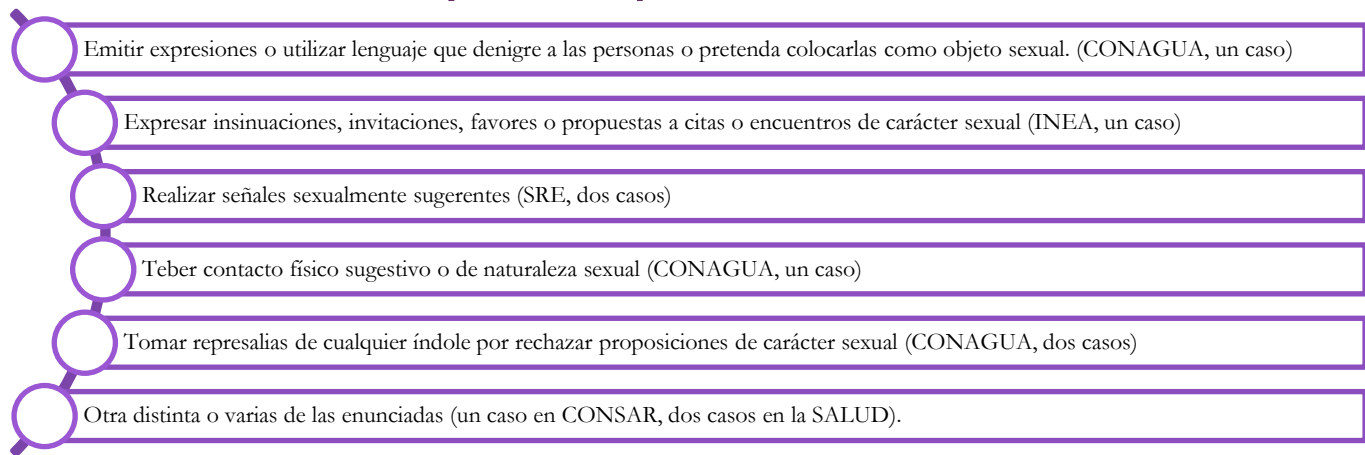 Emitir expresiones o utilizar lenguaje que denigre a las personas o pretenda colocarlas como objeto sexual. (CONAGUA, un caso)
Expresar insinuaciones, invitaciones, favores o propuestas a citas o encuentros de carácter sexual (INEA, un caso)
Realizar señales sexualmente sugerentes (SRE, dos casos)
Teber contacto físico sugestivo o de naturaleza sexual (CONAGUA, un caso)
Tomar represalias de cualquier índole por rechazar proposiciones de carácter sexual (CONAGUA, dos casos)
Otra distinta o varias de las enunciadas (un caso en CONSAR, dos casos en la SALUD).